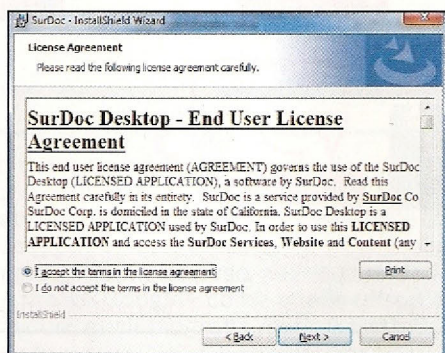 SurDoc - InstallShield Wizard
License Agreement
Please read the following license agreement carefully.
SurDoc Desktop - End User License
Agreement
This end user license agreement (AGREEMENT) governs the use of the SurDoc
Desktop (LICENSED APPLICATION), a software by SurDoc. Read this
Agreement carefully in its entirety. SurDoc is a service provided by SurDoc Co
SurDoc Corp. is domiciled in the state of California. SurDoc Desktop is a
LICENSED APPLICATION used by SurDoc. In order to use this LICENSED
APPLICATION and access the SurDoc Services, Website and Content (any
I accept the terms in the license agreement
Print
I do not accept the terms in the license agreement
InstallShield
< Back
Next >
Cancel